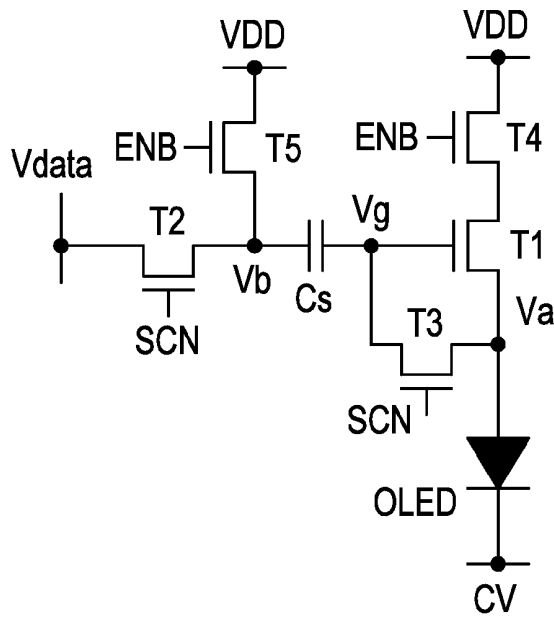 VDD
VDD
ENB
T5
ENB
T4
Vdata
T2
Vg
T1
Vb
Cs
T3
Va
SCN
SCN
OLED
CV